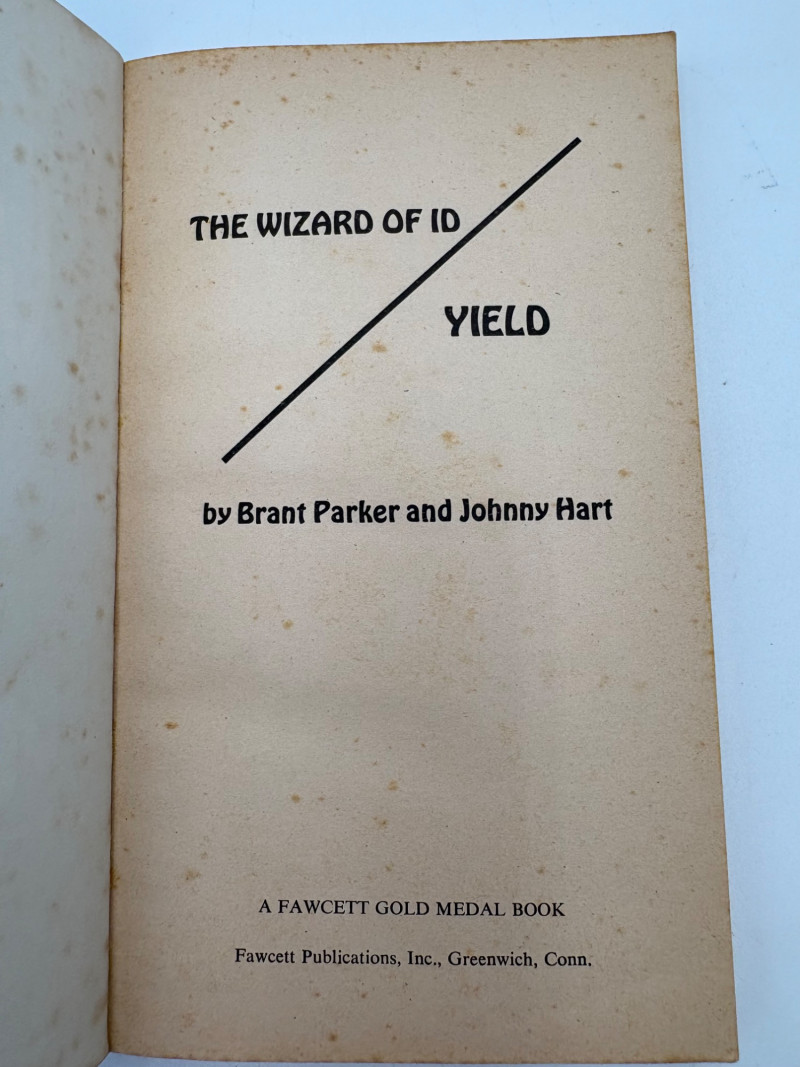 THE WIZARD OF ID
YIELD
by Brant Parker and Johnny Hart
A FAWCETT GOLD MEDAL BOOK
Fawcett Publications, Inc., Greenwich, Conn.